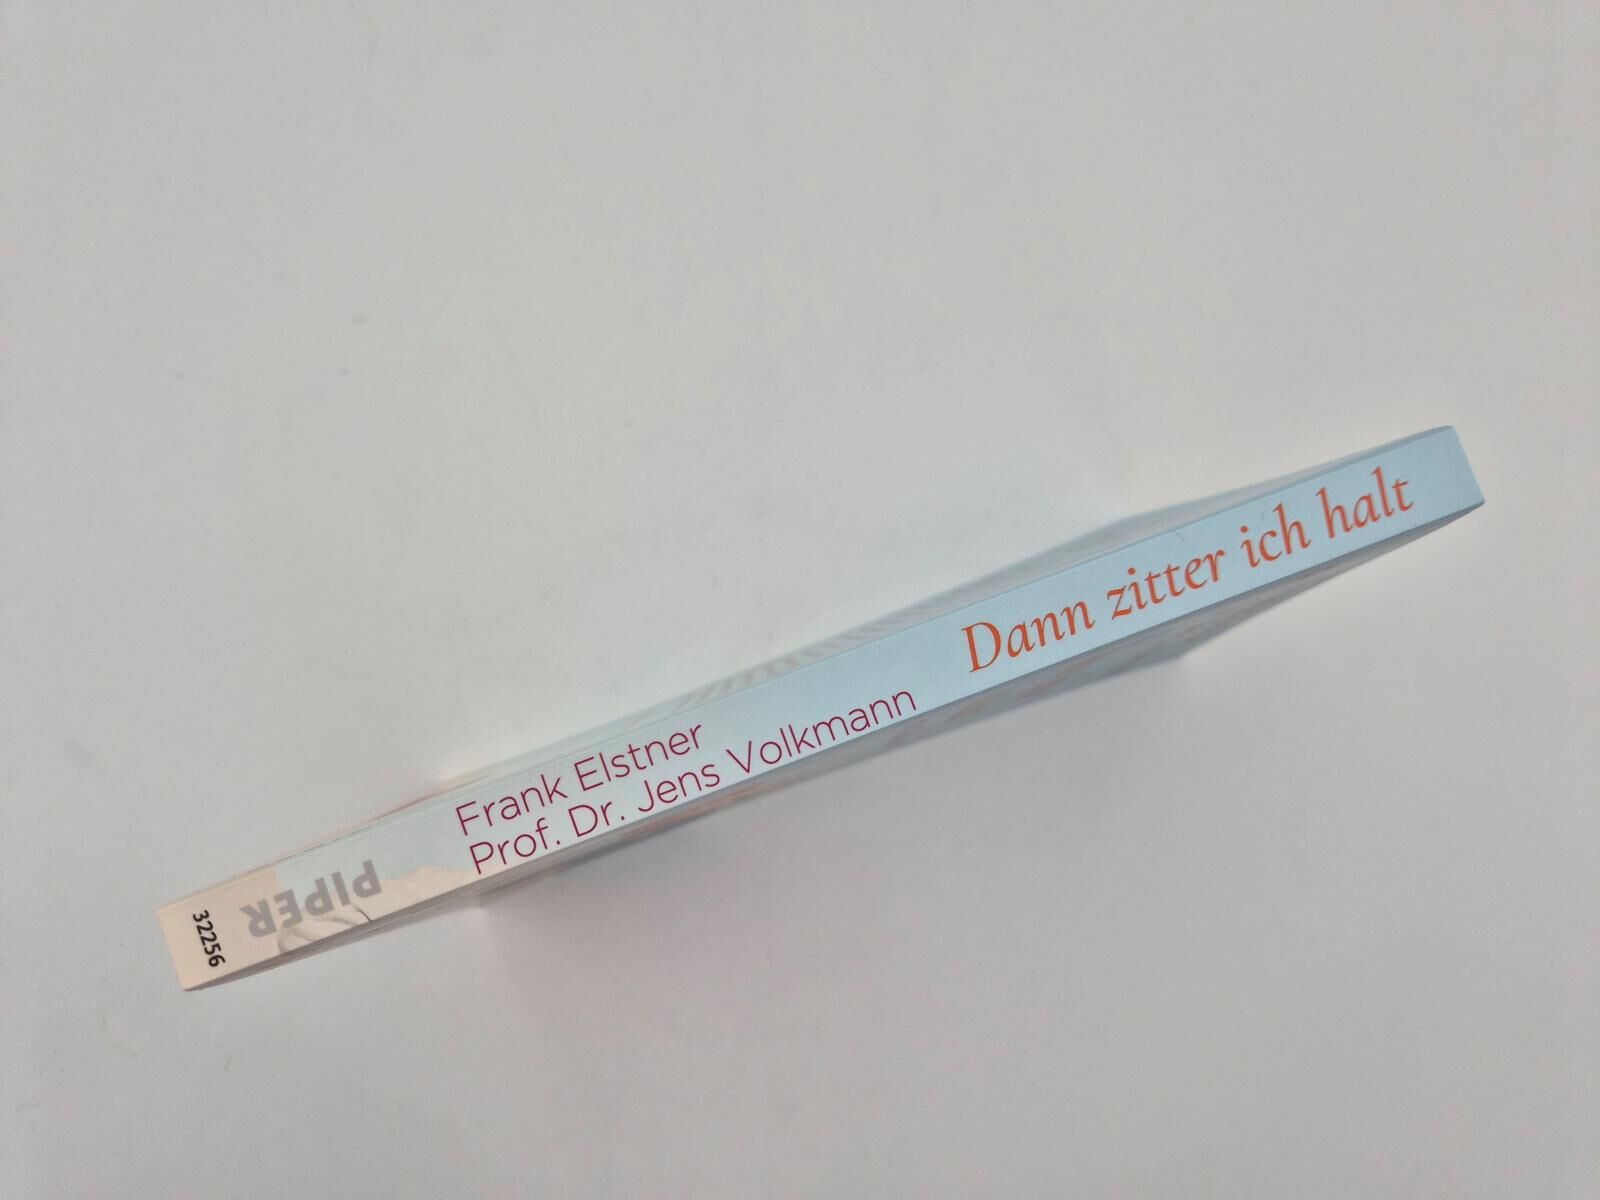 Dann zitter ich halt
Frank Elstner
Prof. Dr. Jens Volkmann
PIPER
32256